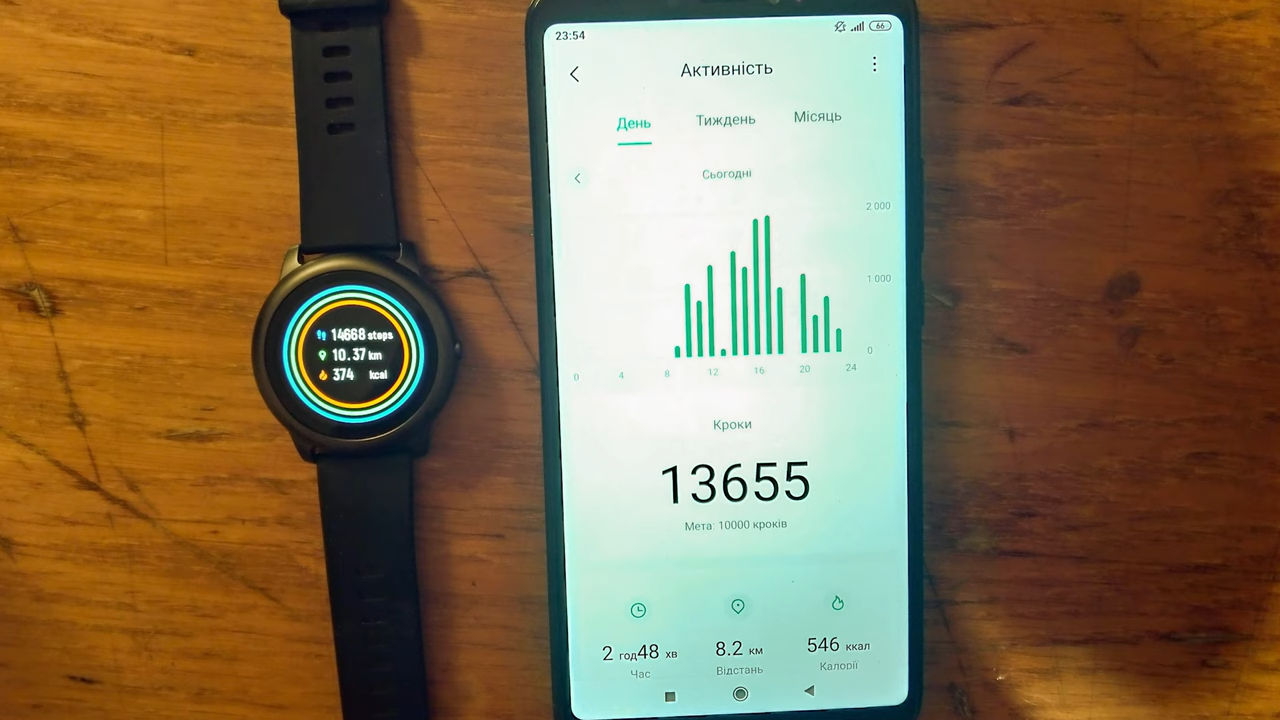 14668 steps
10.37 km
374 kcal
23:54
66
Активність
День Тиждень Місяць
Сьогодні
2 000
1 000
0
0 4 8 12 16 20 24
Кроки
13655
Мета: 10000 кроків
2 год48 хв 8.2 км 546 ккал
Час Відстань Калорії